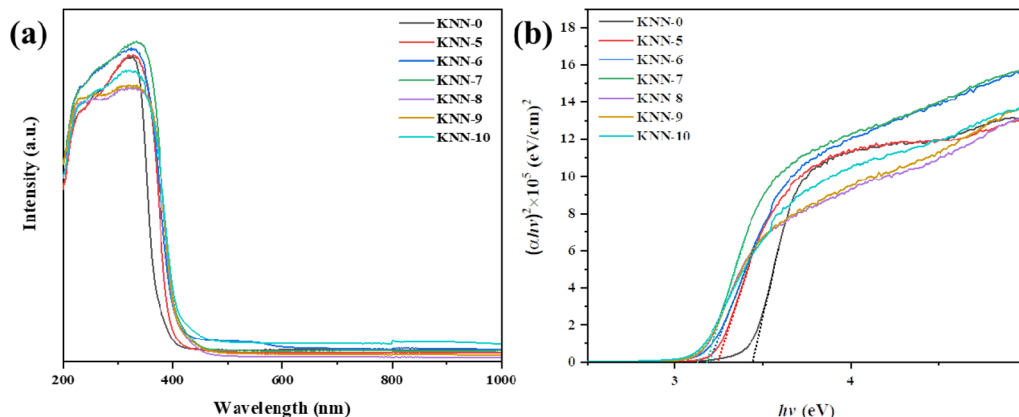 (a)
KNN-0
KNN-5
KNN-6
KNN-7
KNN-8
KNN-9
KNN-10
Intensity (a.u.)
200
400
600
800
1000
Wavelength (nm)
(b)
KNN-0
KNN-5
KNN-6
KNN-7
KNN-8
KNN-9
KNN-10
(αhν)²×10⁵ (eV/cm)²
18
16
14
12
10
8
6
4
2
0
3
4
hν (eV)